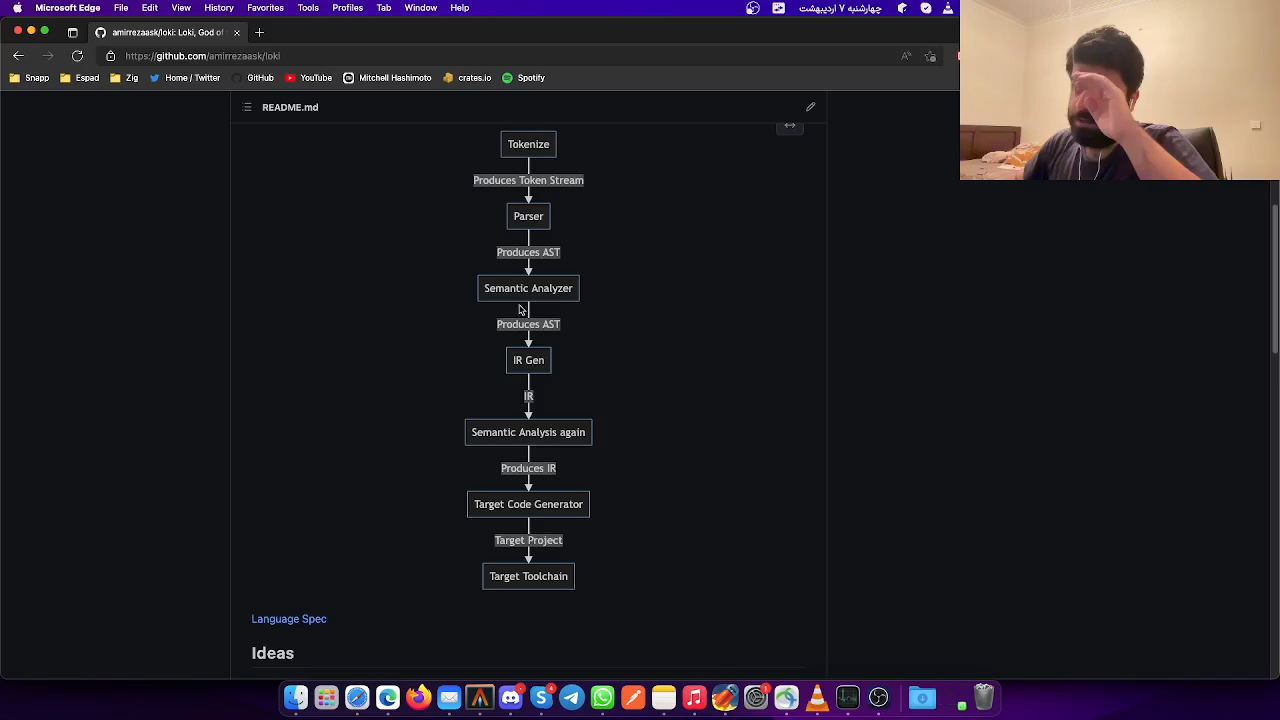 Microsoft Edge File Edit View History Favorites Tools Profiles Tab Window Help چهارشنبه ۷ اردیبهشت
amirrezaask/loki: Loki, God of
https://github.com/amirrezaask/loki
Snapp Espad Zig Home / Twitter GitHub YouTube Mitchell Hashimoto crates.io Spotify
README.md
Tokenize
Produces Token Stream
Parser
Produces AST
Semantic Analyzer
Produces AST
IR Gen
IR
Semantic Analysis again
Produces IR
Target Code Generator
Target Project
Target Toolchain
Language Spec
Ideas